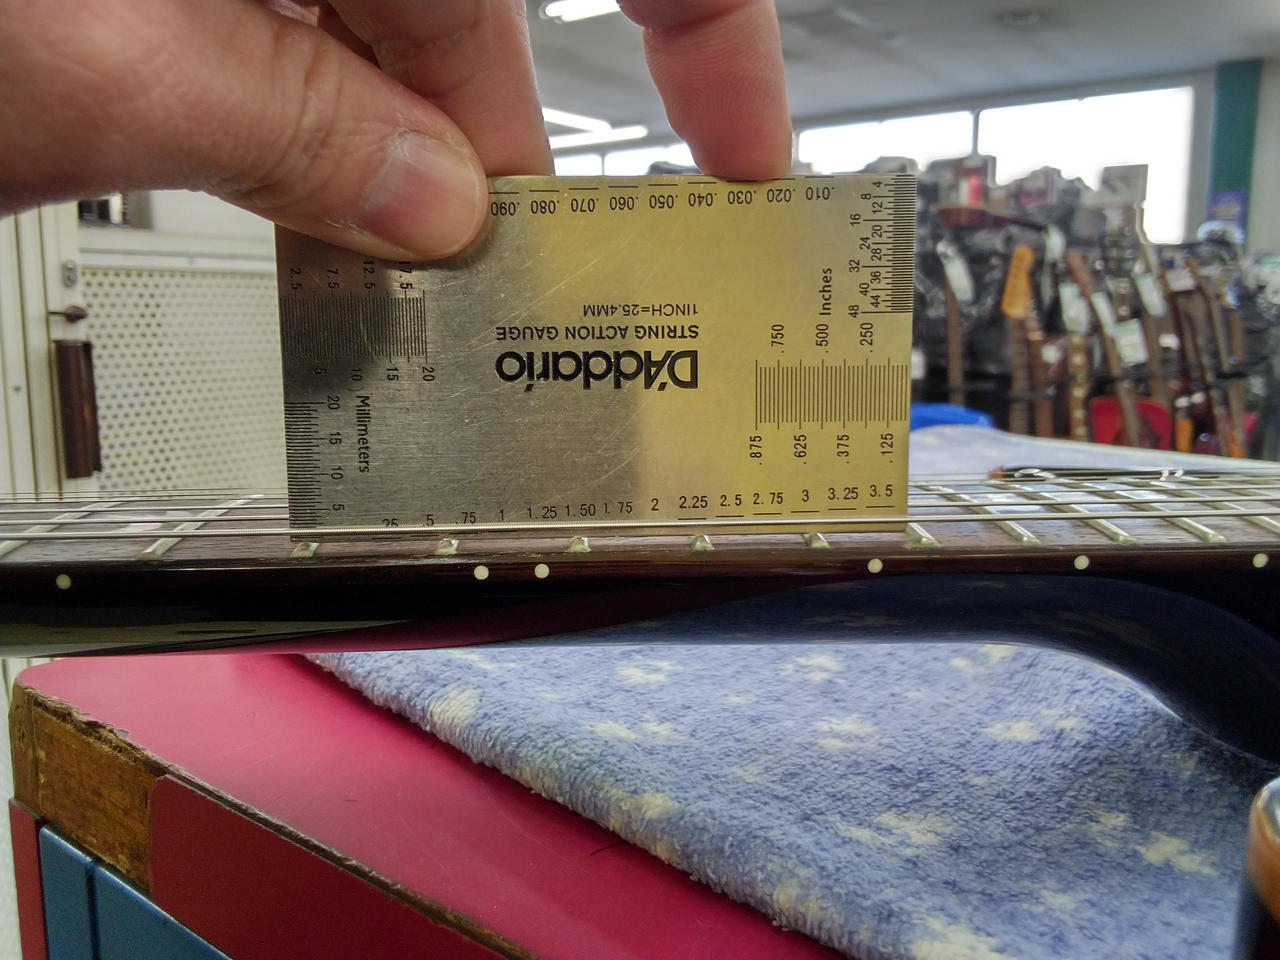 .090 .080 .070 .060 .050 .040 .030 .020 .010
4 8 12 16 20 24 28 32 36 40 44 48
Inches
2.5 7.5 12.5 17.5
1INCH=25.4MM
STRING ACTION GAUGE
D'Addario
5 10 15 20
Millimeters
20 15 10 5
.750 .500 .250
.875 .625 .375 .125
.25 .5 .75 1 1.25 1.50 1.75 2 2.25 2.5 2.75 3 3.25 3.5